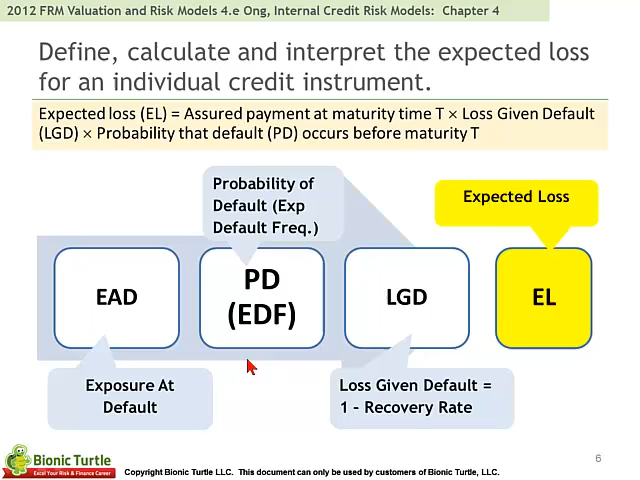 2012 FRM Valuation and Risk Models 4.e Ong, Internal Credit Risk Models: Chapter 4
Define, calculate and interpret the expected loss
for an individual credit instrument.
Expected loss (EL) = Assured payment at maturity time T × Loss Given Default
(LGD) × Probability that default (PD) occurs before maturity T
Probability of
Default (Exp
Default Freq.)
Expected Loss
EAD
PD
(EDF)
LGD
EL
Exposure At
Default
Loss Given Default =
1 – Recovery Rate
6
Bionic Turtle
Excel Your Risk & Finance Career
Copyright Bionic Turtle LLC. This document can only be used by customers of Bionic Turtle, LLC.